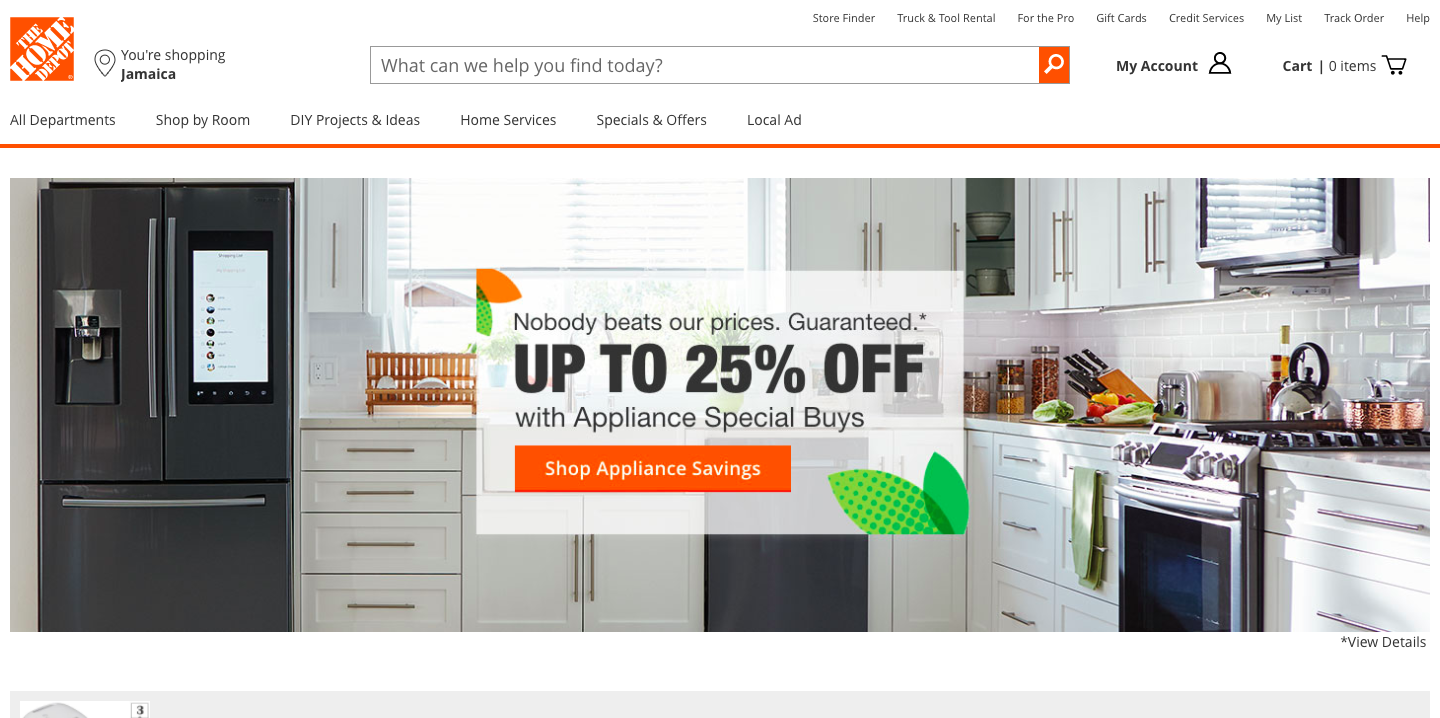 Store Finder Truck & Tool Rental For the Pro Gift Cards Credit Services My List Track Order Help
THE
HOME
DEPOT
You're shopping
Jamaica
What can we help you find today?
My Account
Cart | 0 items
All Departments Shop by Room DIY Projects & Ideas Home Services Specials & Offers Local Ad
Shopping List
Nobody beats our prices. Guaranteed.*
UP TO 25% OFF
with Appliance Special Buys
Shop Appliance Savings
*View Details
3